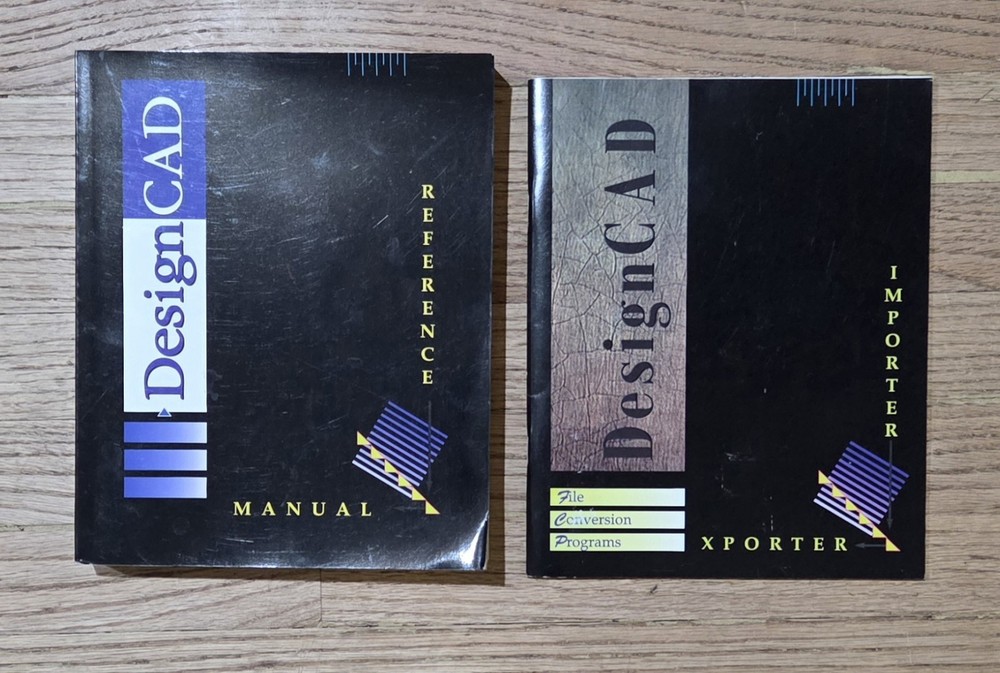 DesignCAD
REFERENCE
MANUAL
DesignCAD
IMPORTER
XPORTER
File
Conversion
Programs